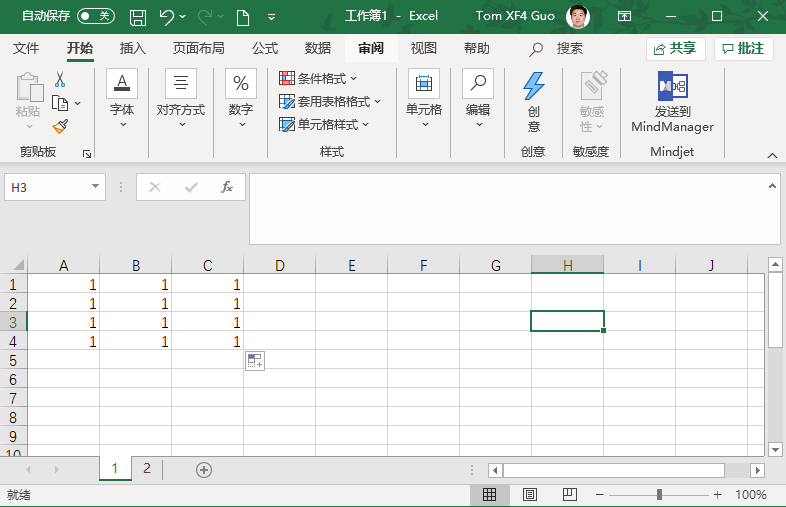 自动保存 关 工作簿1 - Excel Tom XF4 Guo
文件 开始 插入 页面布局 公式 数据 审阅 视图 帮助 搜索 共享 批注
粘贴
剪贴板
A
字体
对齐方式
%
数字
条件格式
套用表格格式
单元格样式
样式
单元格
编辑
创
意
创意
敏感
性
敏感度
发送到
MindManager
Mindjet
H3 fx
A B C D E F G H I J
1 1 1 1
2 1 1 1
3 1 1 1
4 1 1 1
5
6
7
8
9
10
1 2
就绪 100%